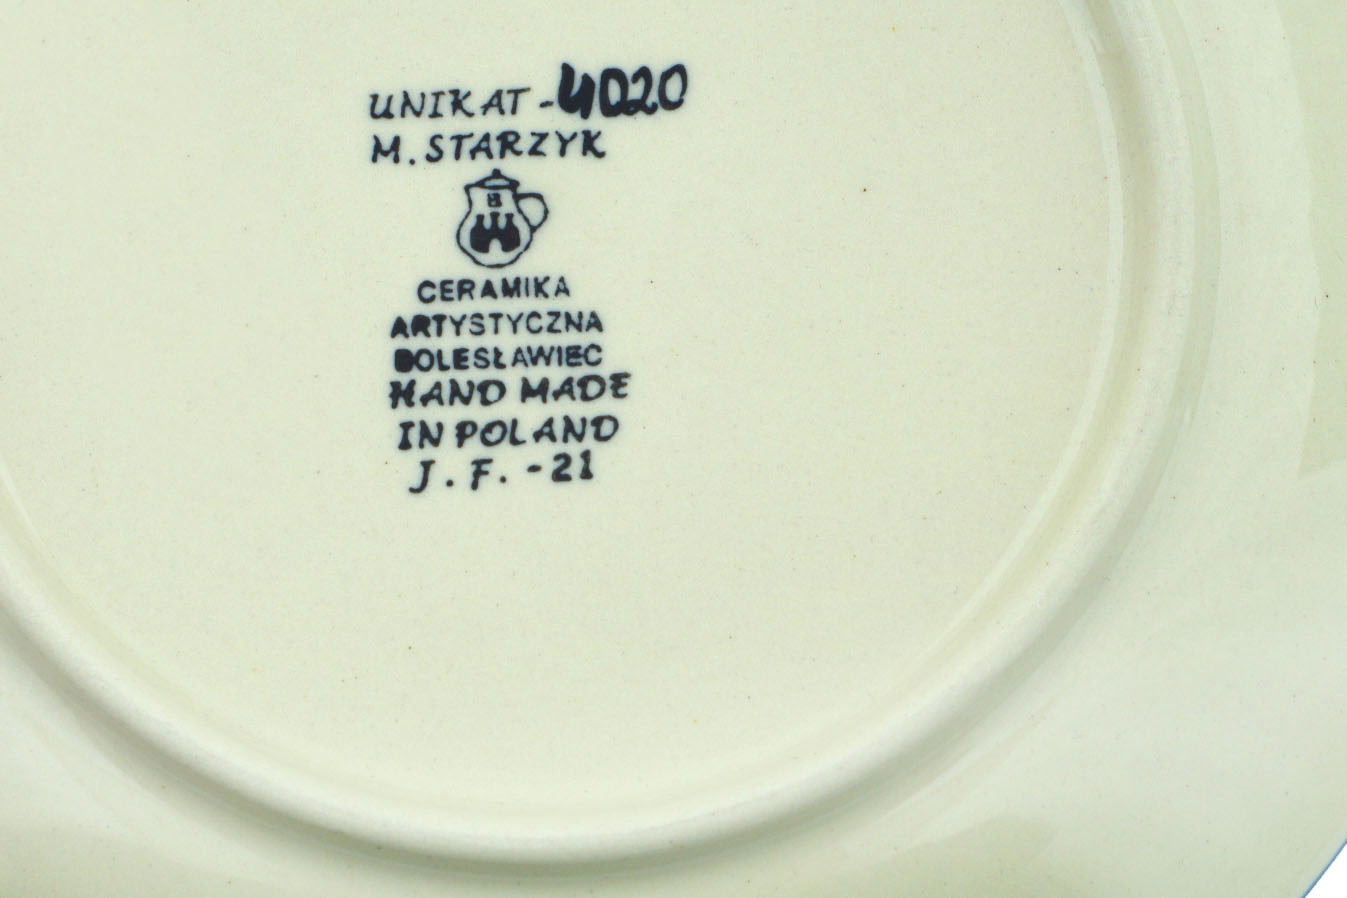 UNIKAT - 4020
M. STARZYK
B
CERAMIKA
ARTYSTYCZNA
BOLESŁAWIEC
HAND MADE
IN POLAND
J. F. - 21